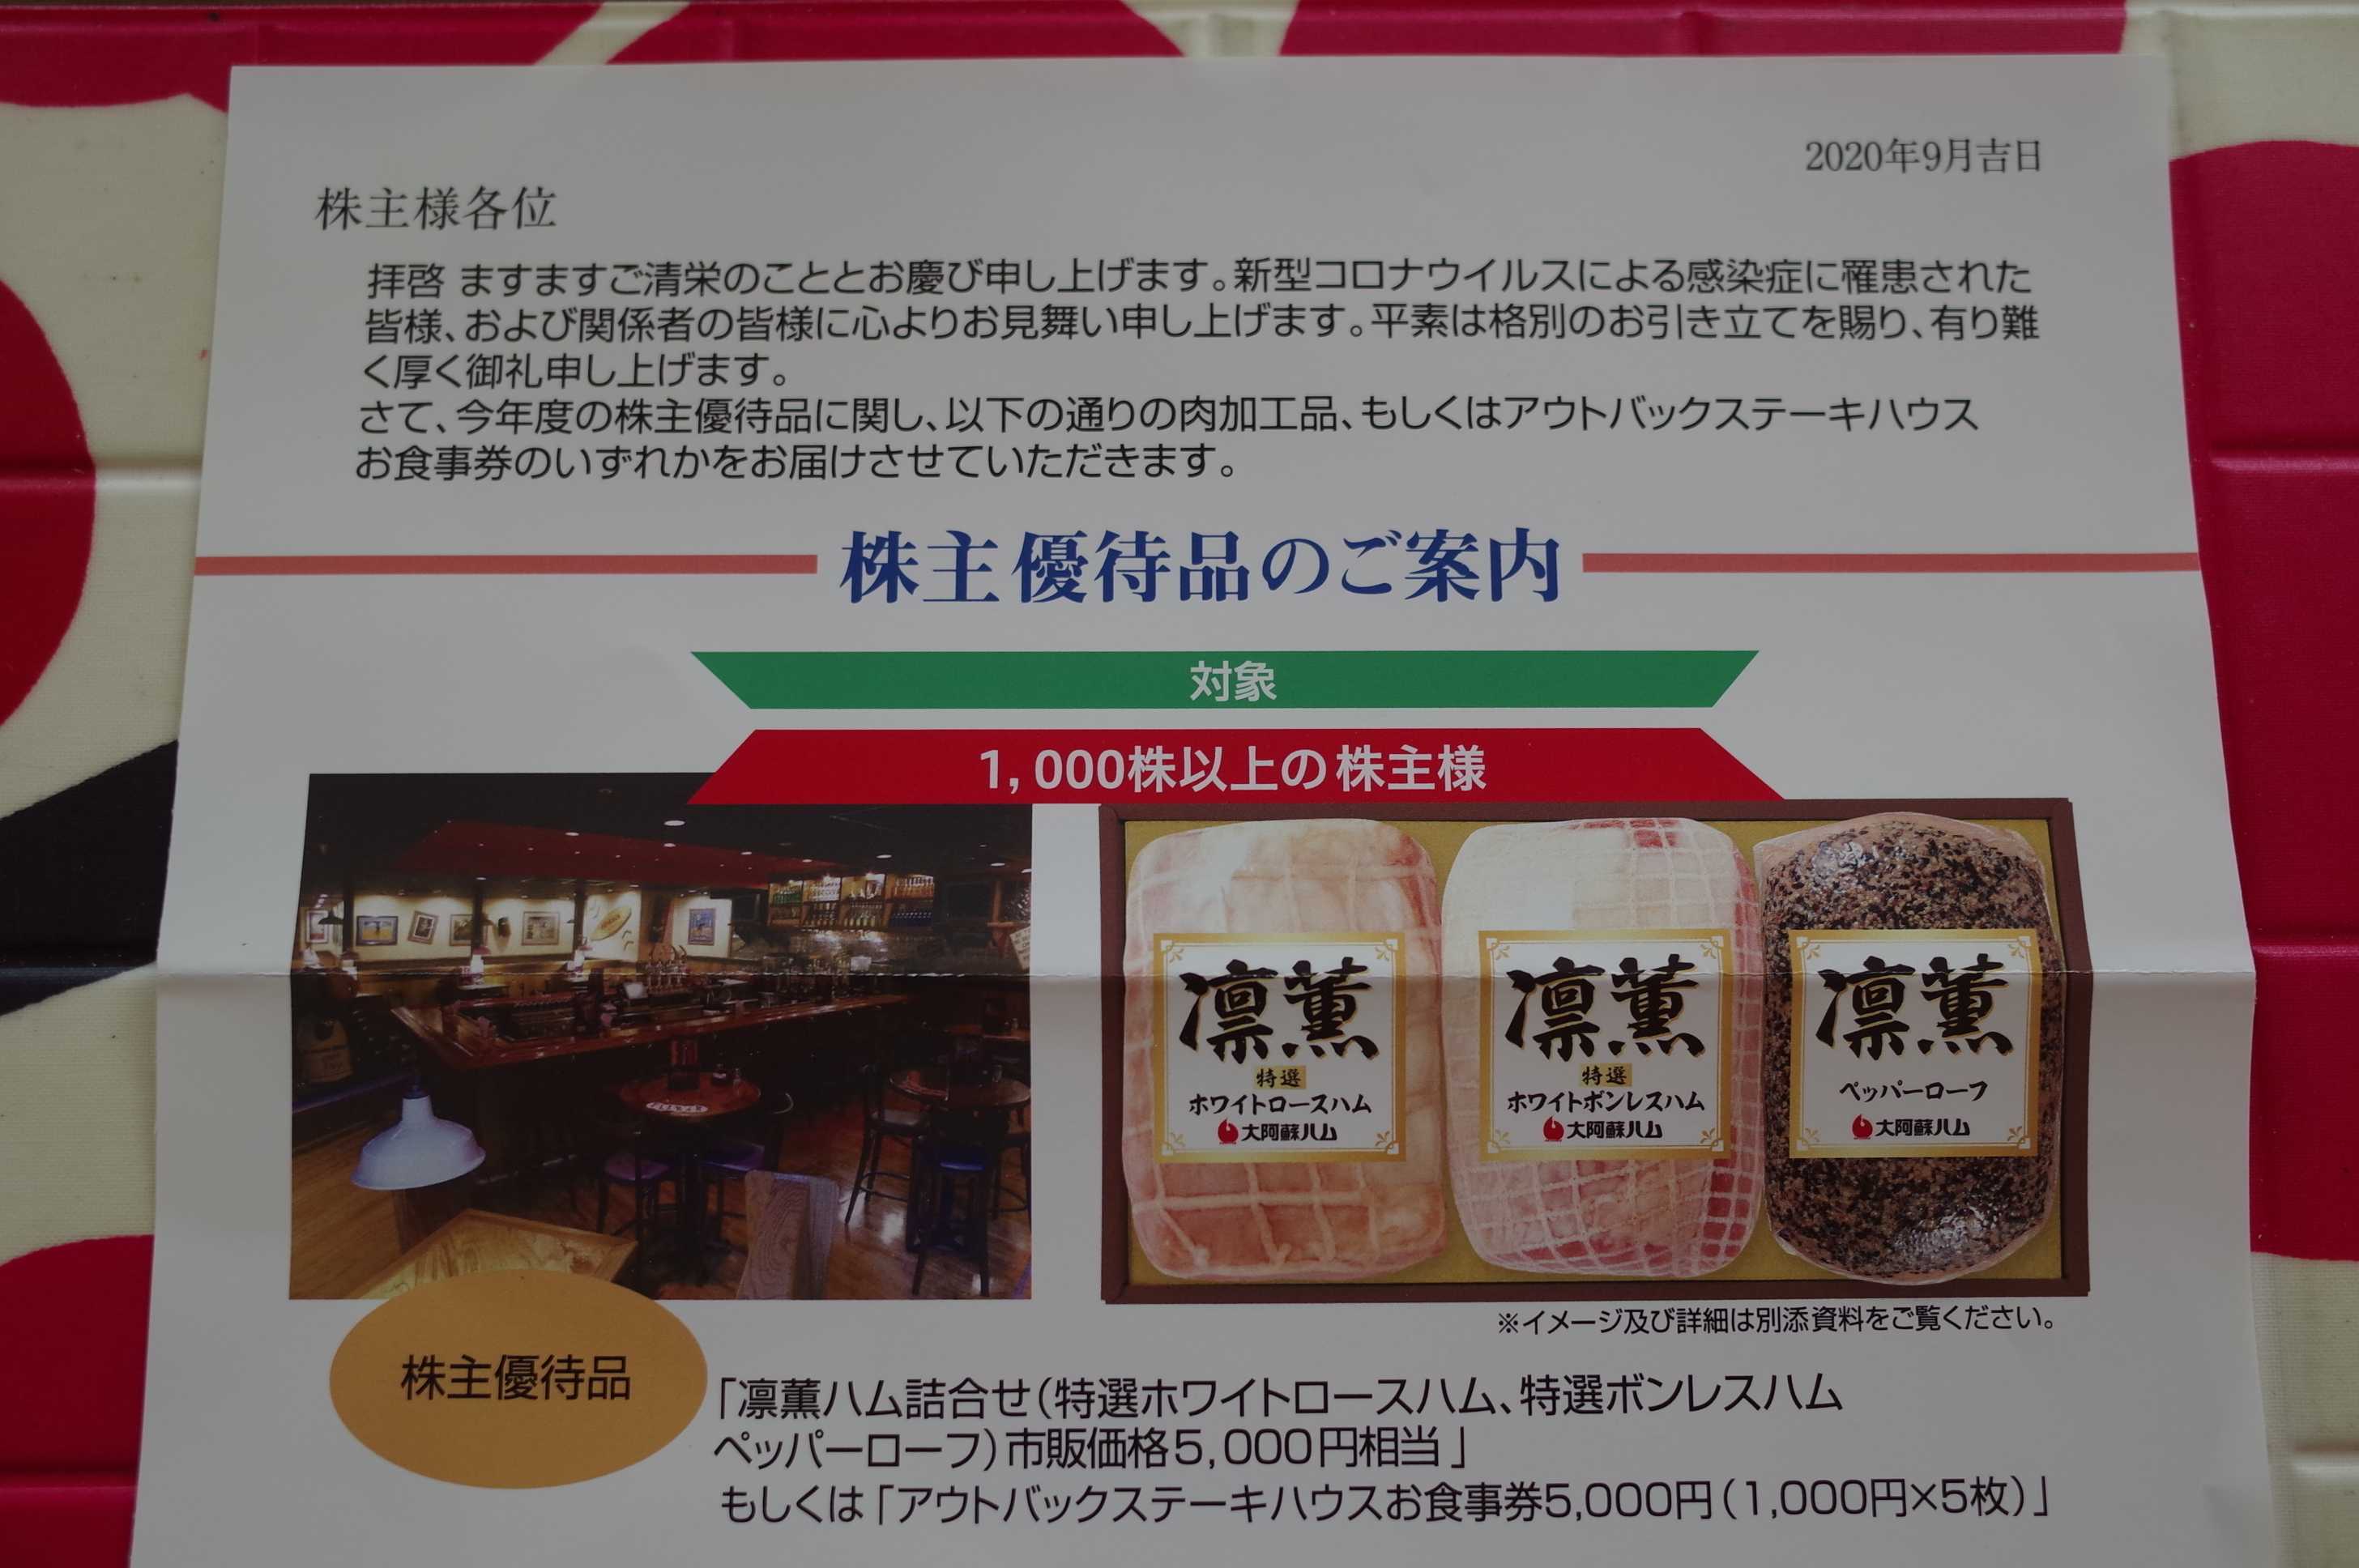 2020年9月吉日
株主様各位
拝啓 ますますご清栄のこととお慶び申し上げます。新型コロナウイルスによる感染症に罹患された
皆様、および関係者の皆様に心よりお見舞い申し上げます。平素は格別のお引き立てを賜り、有り難
く厚く御礼申し上げます。
さて、今年度の株主優待品に関し、以下の通りの肉加工品、もしくはアウトバックステーキハウス
お食事券のいずれかをお届けさせていただきます。
株主優待品のご案内
対象
1,000株以上の株主様
凛薫
特選
ホワイトロースハム
大阿蘇ハム
凛薫
特選
ホワイトボンレスハム
大阿蘇ハム
凛薫
ペッパーローフ
大阿蘇ハム
※イメージ及び詳細は別添資料をご覧ください。
株主優待品
「凛薫ハム詰合せ(特選ホワイトロースハム、特選ボンレスハム
ペッパーローフ)市販価格5,000円相当」
もしくは「アウトバックステーキハウスお食事券5,000円(1,000円×5枚)」